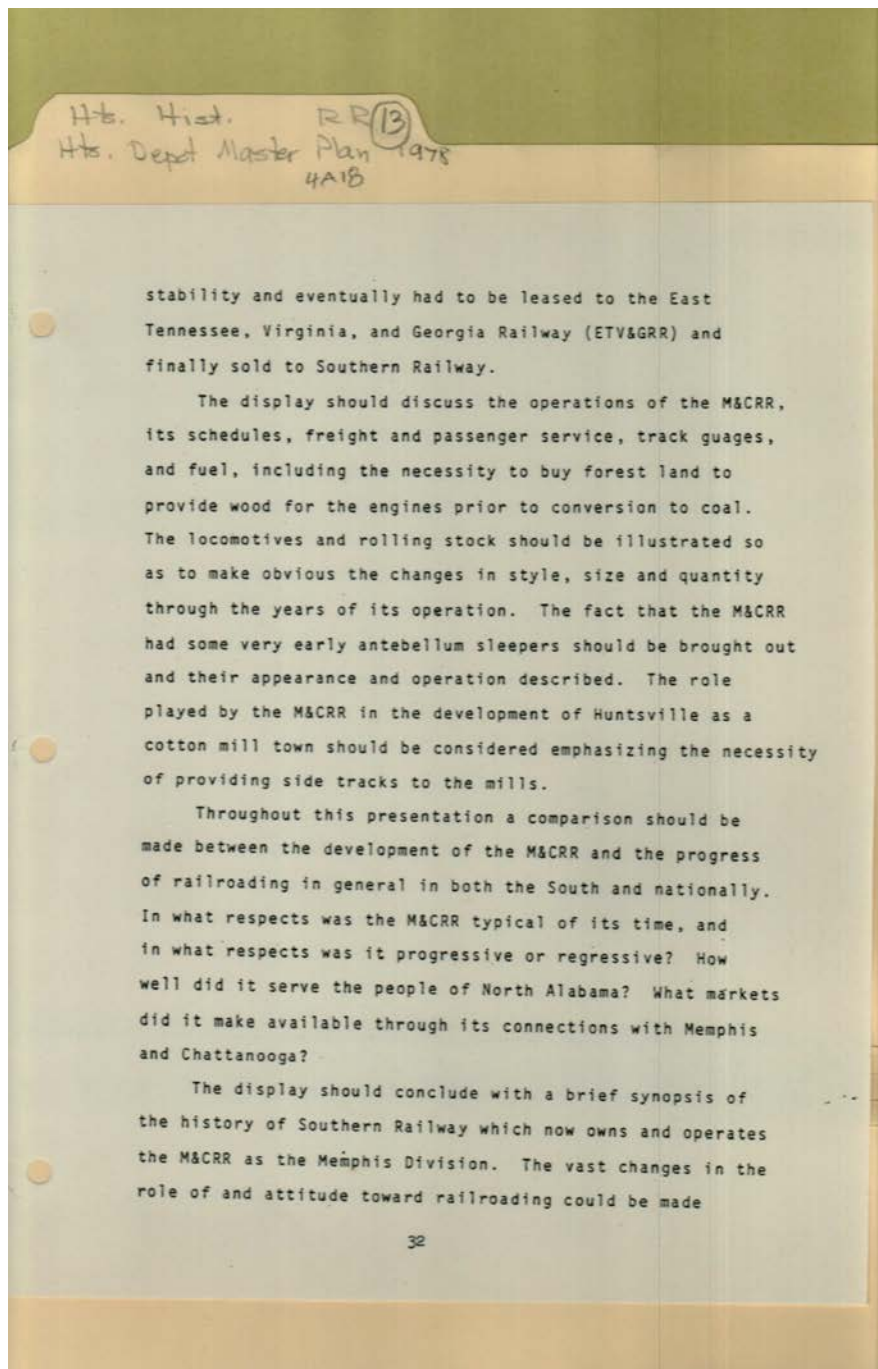 Hts. Hist. RR 13
Hts. Depot Master Plan 1978
4A18
stability and eventually had to be leased to the East
Tennessee, Virginia, and Georgia Railway (ETV&GRR) and
finally sold to Southern Railway.
The display should discuss the operations of the M&CRR,
its schedules, freight and passenger service, track guages,
and fuel, including the necessity to buy forest land to
provide wood for the engines prior to conversion to coal.
The locomotives and rolling stock should be illustrated so
as to make obvious the changes in style, size and quantity
through the years of its operation. The fact that the M&CRR
had some very early antebellum sleepers should be brought out
and their appearance and operation described. The role
played by the M&CRR in the development of Huntsville as a
cotton mill town should be considered emphasizing the necessity
of providing side tracks to the mills.
Throughout this presentation a comparison should be
made between the development of the M&CRR and the progress
of railroading in general in both the South and nationally.
In what respects was the M&CRR typical of its time, and
in what respects was it progressive or regressive? How
well did it serve the people of North Alabama? What markets
did it make available through its connections with Memphis
and Chattanooga?
The display should conclude with a brief synopsis of
the history of Southern Railway which now owns and operates
the M&CRR as the Memphis Division. The vast changes in the
role of and attitude toward railroading could be made
32